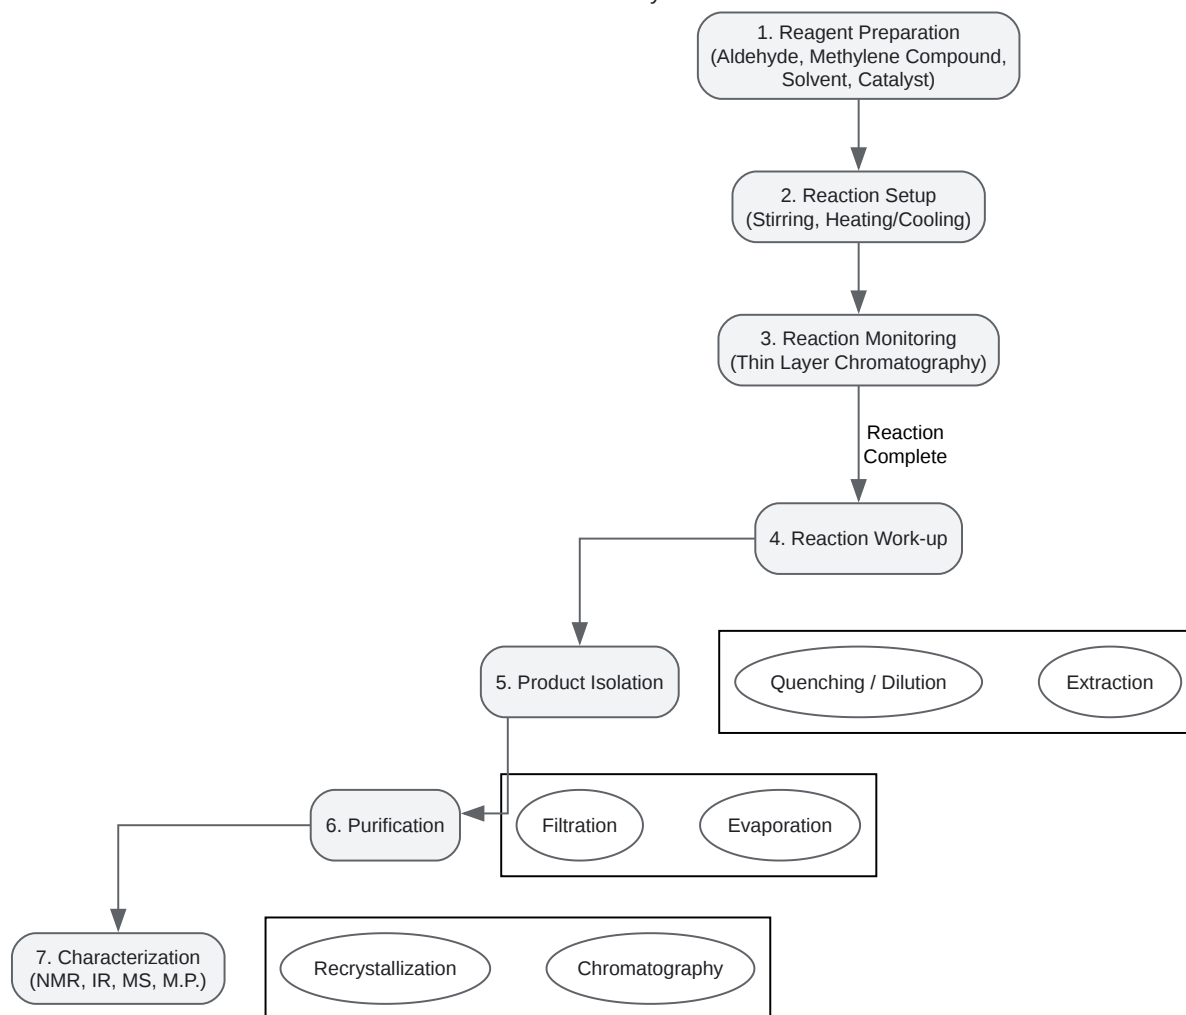 1. Reagent Preparation
(Aldehyde, Methylene Compound,
Solvent, Catalyst)
2. Reaction Setup
(Stirring, Heating/Cooling)
3. Reaction Monitoring
(Thin Layer Chromatography)
Reaction
Complete
4. Reaction Work-up
5. Product Isolation
Quenching / Dilution
Extraction
6. Purification
Filtration
Evaporation
7. Characterization
(NMR, IR, MS, M.P.)
Recrystallization
Chromatography